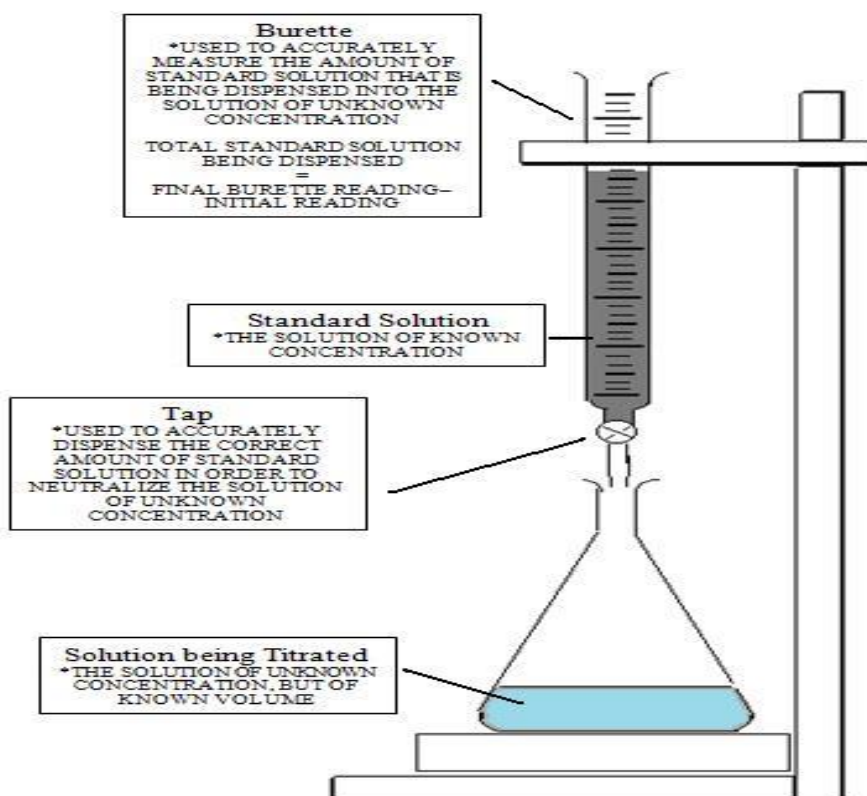 Burette
*USED TO ACCURATELY
MEASURE THE AMOUNT OF
STANDARD SOLUTION THAT IS
BEING DISPENSED INTO THE
SOLUTION OF UNKNOWN
CONCENTRATION
TOTAL STANDARD SOLUTION
BEING DISPENSED
=
FINAL BURETTE READING–
INITIAL READING
Standard Solution
*THE SOLUTION OF KNOWN
CONCENTRATION
Tap
*USED TO ACCURATELY
DISPENSE THE CORRECT
AMOUNT OF STANDARD
SOLUTION IN ORDER TO
NEUTRALIZE THE SOLUTION
OF UNKNOWN
CONCENTRATION
Solution being Titrated
*THE SOLUTION OF UNKNOWN
CONCENTRATION, BUT OF
KNOWN VOLUME